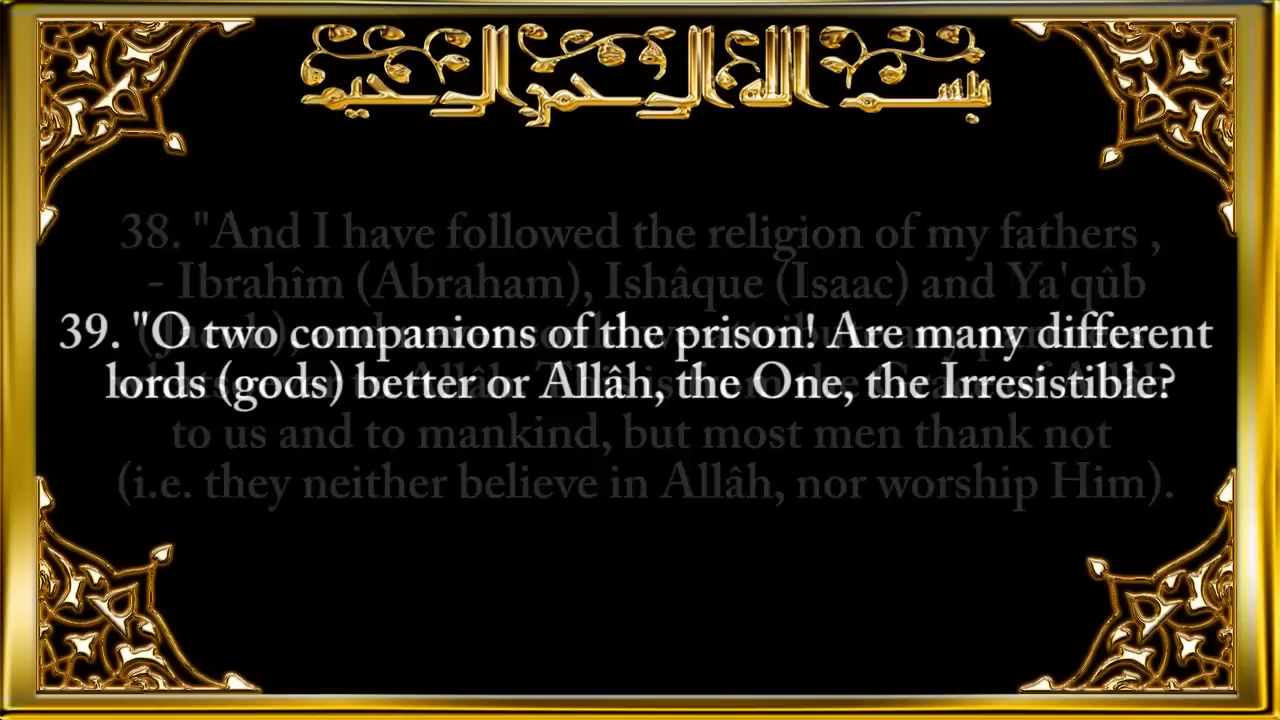 بسم الله الرحمن الرحيم
38. "And I have followed the religion of my fathers ,
- Ibrahîm (Abraham), Ishâque (Isaac) and Ya'qûb
39. "O two companions of the prison! Are many different
lords (gods) better or Allâh, the One, the Irresistible?
to us and to mankind, but most men thank not
(i.e. they neither believe in Allâh, nor worship Him).